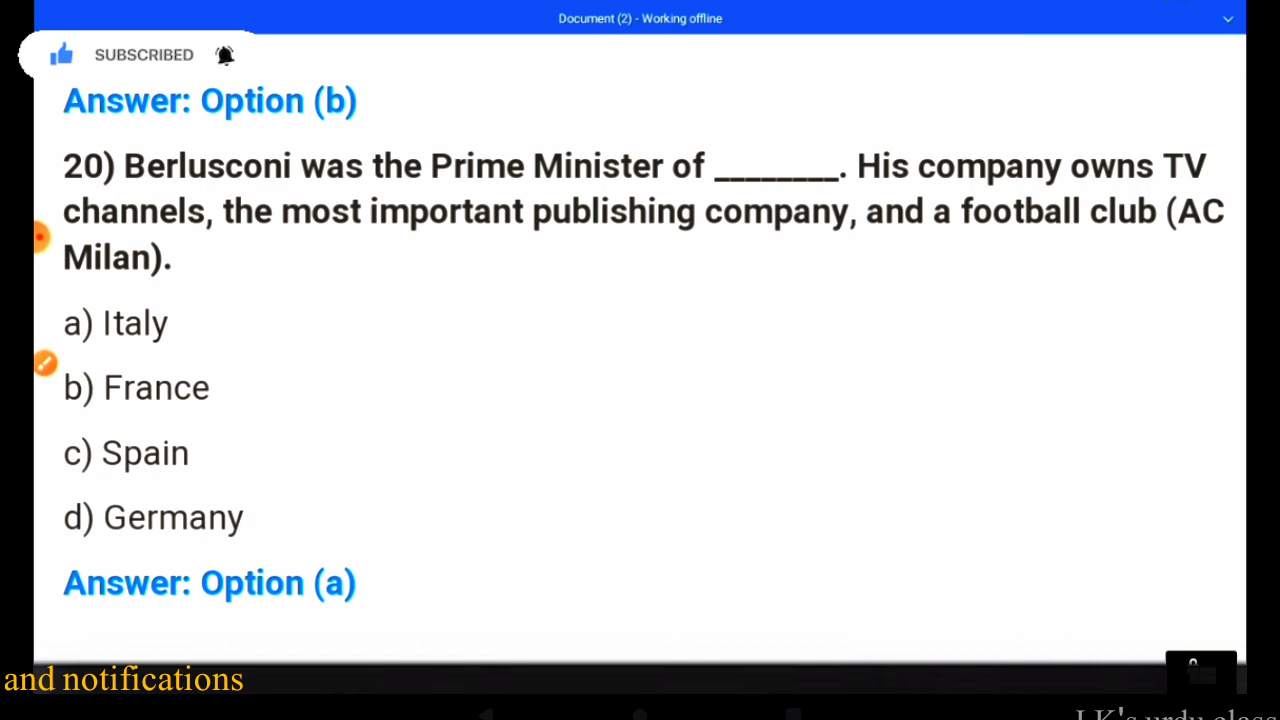 Document (2) - Working offline
SUBSCRIBED
Answer: Option (b)
20) Berlusconi was the Prime Minister of ________. His company owns TV
channels, the most important publishing company, and a football club (AC
Milan).
a) Italy
b) France
c) Spain
d) Germany
Answer: Option (a)
and notifications